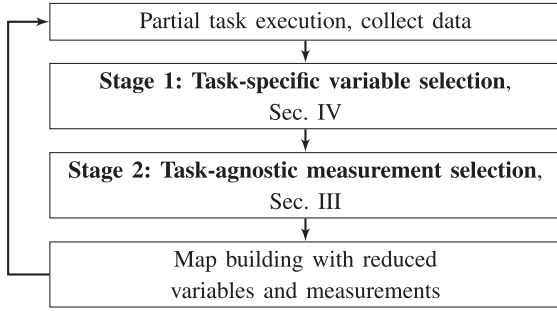 Partial task execution, collect data
Stage 1: Task-specific variable selection,
Sec. IV
Stage 2: Task-agnostic measurement selection,
Sec. III
Map building with reduced
variables and measurements